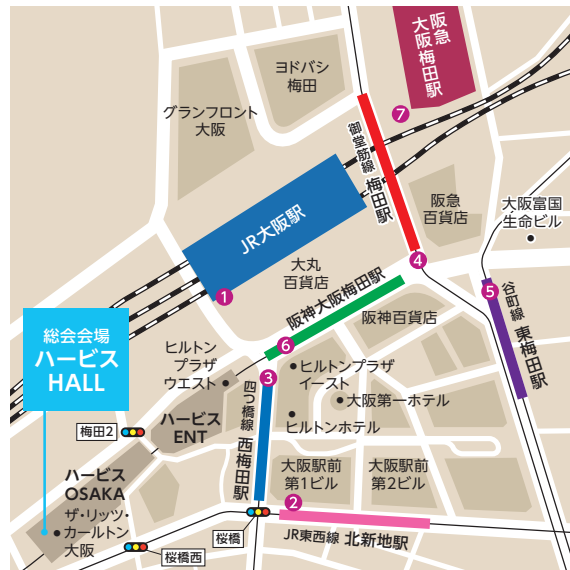 阪急
大阪梅田駅
ヨドバシ
梅田
7
グランフロント
大阪
御堂筋線 梅田駅
JR大阪駅
阪急
百貨店
大阪富国
生命ビル
4
大丸
百貨店
1
5
谷町線 東梅田駅
阪神大阪梅田駅
阪神百貨店
総会会場
ハービス
HALL
6
ヒルトン
プラザ
ウエスト
3
ヒルトンプラザ
イースト
大阪第一ホテル
ヒルトンホテル
四つ橋線 西梅田駅
ハービス
ENT
梅田2
大阪駅前
第1ビル
大阪駅前
第2ビル
ハービス
OSAKA
ザ・リッツ・
カールトン
大阪
2
桜橋
桜橋西
JR東西線 北新地駅